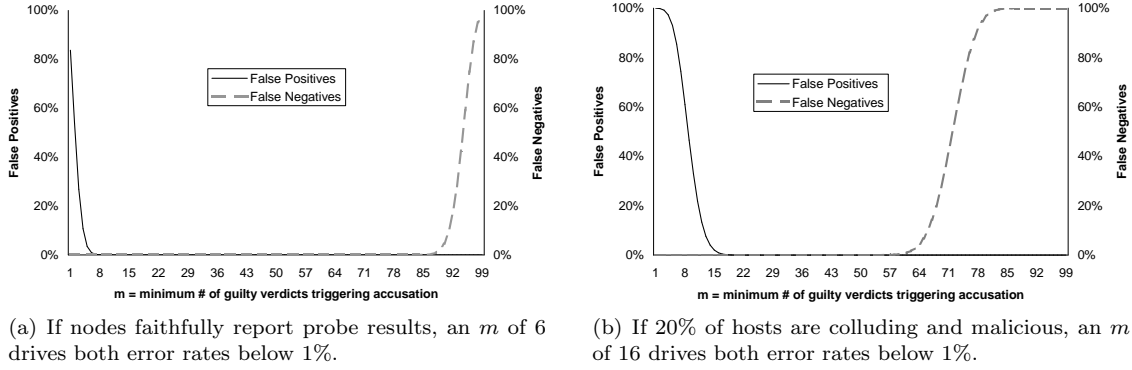 100%
80%
60%
40%
20%
0%
False Positives
100%
80%
60%
40%
20%
0%
False Negatives
False Positives
False Negatives
1 8 15 22 29 36 43 50 57 64 71 78 85 92 99
m = minimum # of guilty verdicts triggering accusation
(a) If nodes faithfully report probe results, an m of 6
drives both error rates below 1%.
100%
80%
60%
40%
20%
0%
False Positives
100%
80%
60%
40%
20%
0%
False Negatives
False Positives
False Negatives
1 8 15 22 29 36 43 50 57 64 71 78 85 92 99
m = minimum # of guilty verdicts triggering accusation
(b) If 20% of hosts are colluding and malicious, an m
of 16 drives both error rates below 1%.